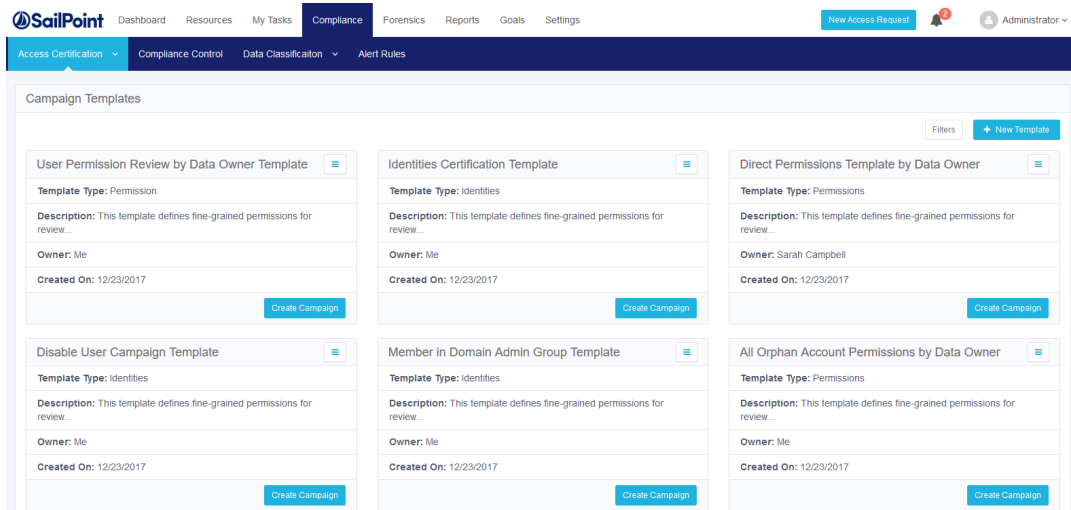 SailPoint Dashboard Resources My Tasks Compliance Forensics Reports Goals Settings New Access Request 2 Administrator
Access Certification Compliance Control Data Classificaiton Alert Rules
Campaign Templates
Filters + New Template
User Permission Review by Data Owner Template
Template Type: Permission
Description: This template defines fine-grained permissions for
review...
Owner: Me
Created On: 12/23/2017
Create Campaign
Identities Certification Template
Template Type: Identities
Description: This template defines fine-grained permissions for
review...
Owner: Me
Created On: 12/23/2017
Create Campaign
Direct Permissions Template by Data Owner
Template Type: Permissions
Description: This template defines fine-grained permissions for
review...
Owner: Sarah Campbell
Created On: 12/23/2017
Create Campaign
Disable User Campaign Template
Template Type: Identities
Description: This template defines fine-grained permissions for
review...
Owner: Me
Created On: 12/23/2017
Create Campaign
Member in Domain Admin Group Template
Template Type: Identities
Description: This template defines fine-grained permissions for
review...
Owner: Me
Created On: 12/23/2017
Create Campaign
All Orphan Account Permissions by Data Owner
Template Type: Permissions
Description: This template defines fine-grained permissions for
review...
Owner: Me
Created On: 12/23/2017
Create Campaign